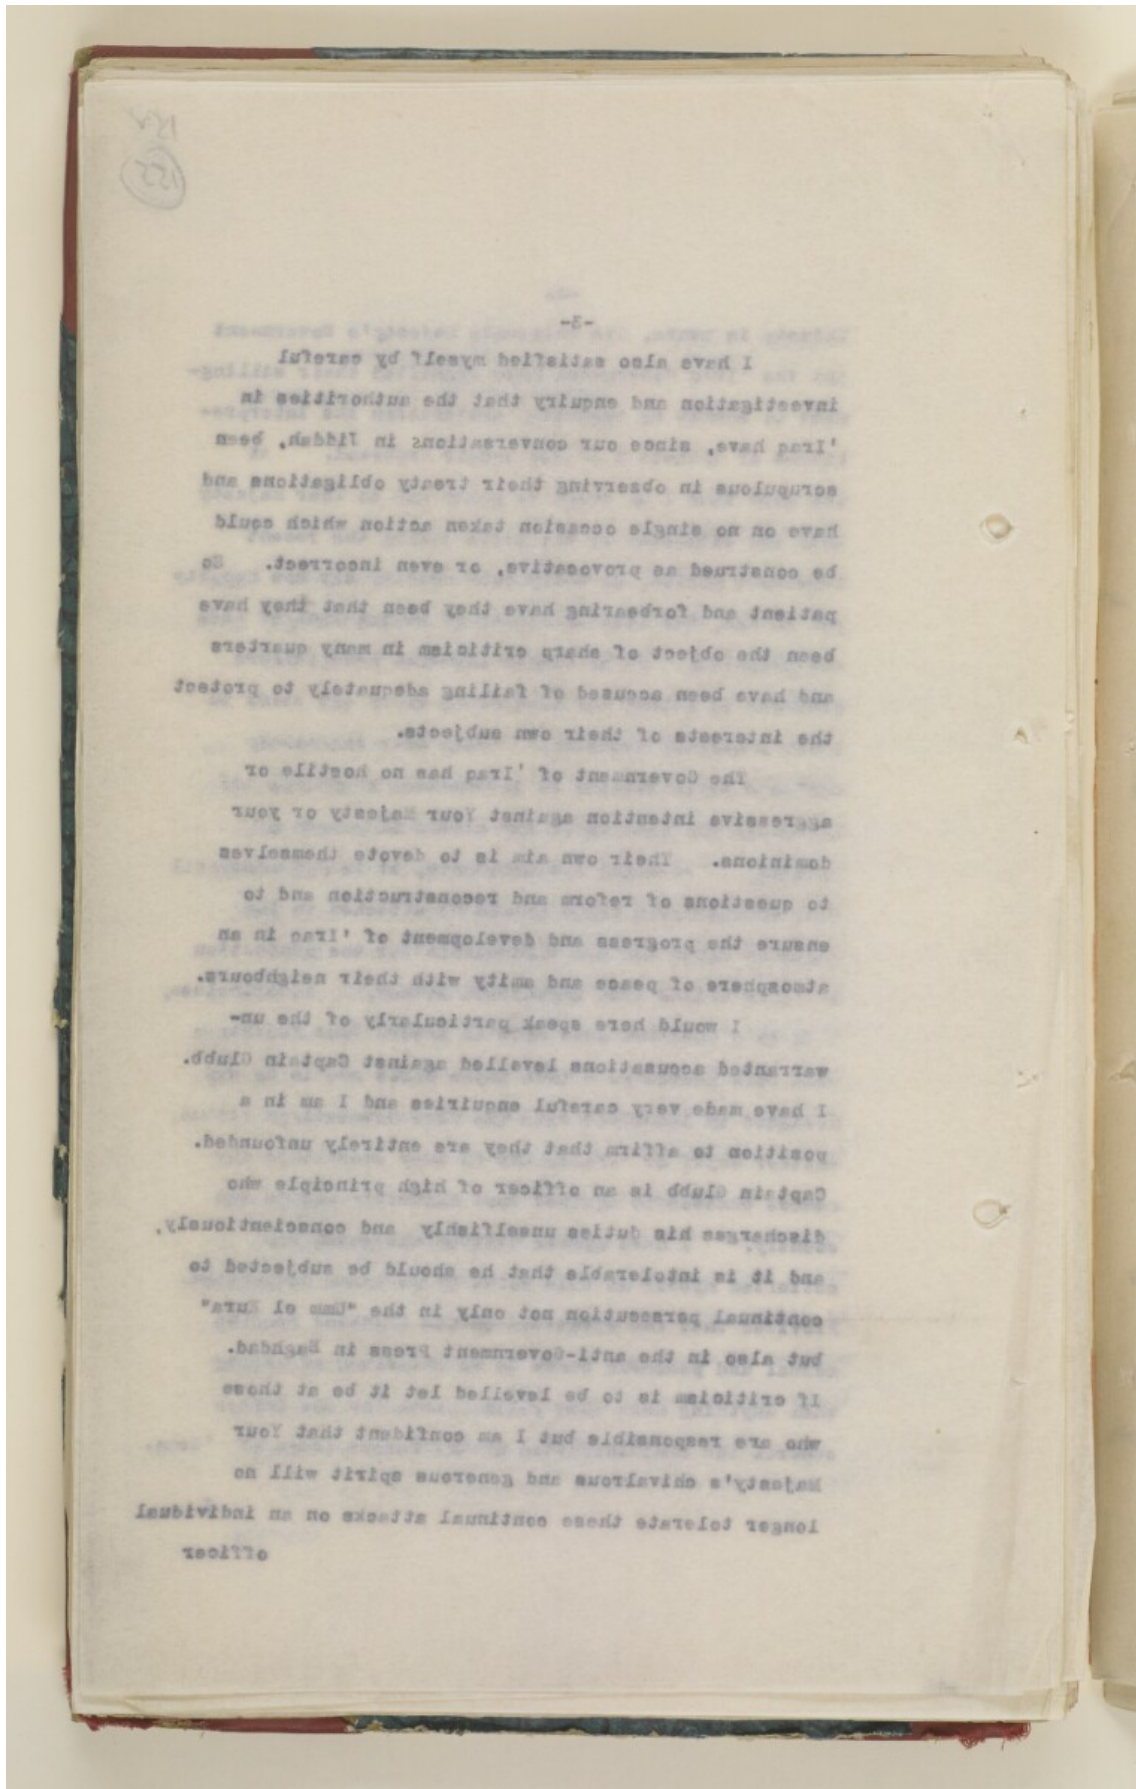 -3-
I have also satisfied myself by careful
investigation and enquiry that the authorities in
'Iraq have, since our conversations in Jiddah, been
scrupulous in observing their treaty obligations and
have on no single occasion taken action which could
be construed as provocative, or even incorrect. So
patient and forbearing have they been that they have
been the object of sharp criticism in many quarters
and have been accused of failing adequately to protect
the interests of their own subjects.
The Government of 'Iraq has no hostile or
aggressive intention against Your Majesty or your
dominions. Their own aim is to devote themselves
to questions of reform and reconstruction and to
ensure the progress and development of 'Iraq in an
atmosphere of peace and amity with their neighbours.
I would here speak particularly of the un-
warranted accusations levelled against Captain Glubb.
I have made very careful enquiries and I am in a
position to affirm that they are entirely unfounded.
Captain Glubb is an officer of high principle who
discharges his duties unselfishly and conscientiously,
and it is intolerable that he should be subjected to
continual persecution not only in the "Umm el Kura"
but also in the anti-Government Press in Baghdad.
If criticism is to be levelled let it be at those
who are responsible but I am confident that Your
Majesty's chivalrous and generous spirit will no
longer tolerate these continual attacks on an individual
officer